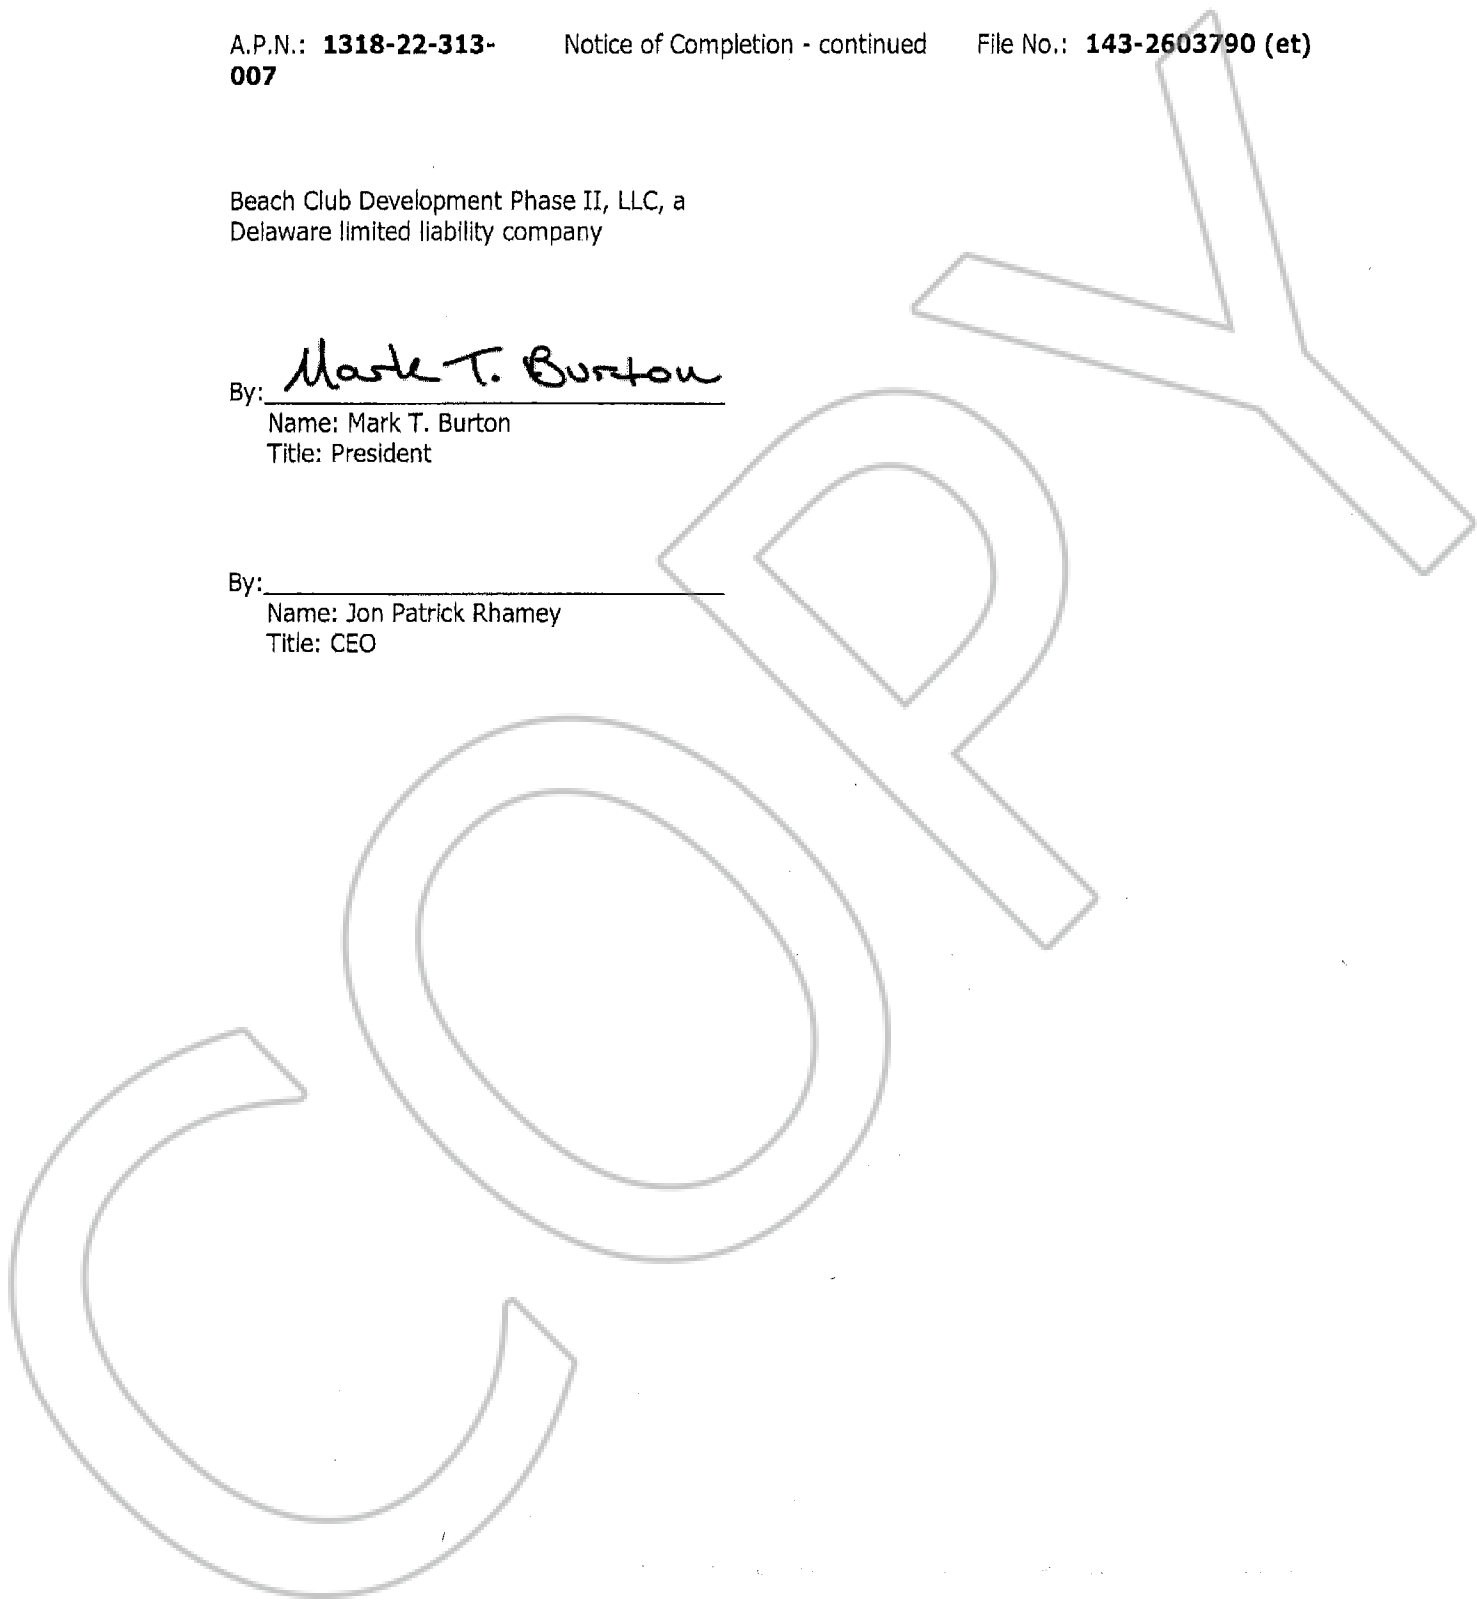 A.P.N.: 1318-22-313- Notice of Completion - continued File No.: 143-2603790 (et)
007
Beach Club Development Phase II, LLC, a
Delaware limited liability company
Mark T. Burton
By:
Name: Mark T. Burton
Title: President
By:
Name: Jon Patrick Rhamey
Title: CEO
COPY